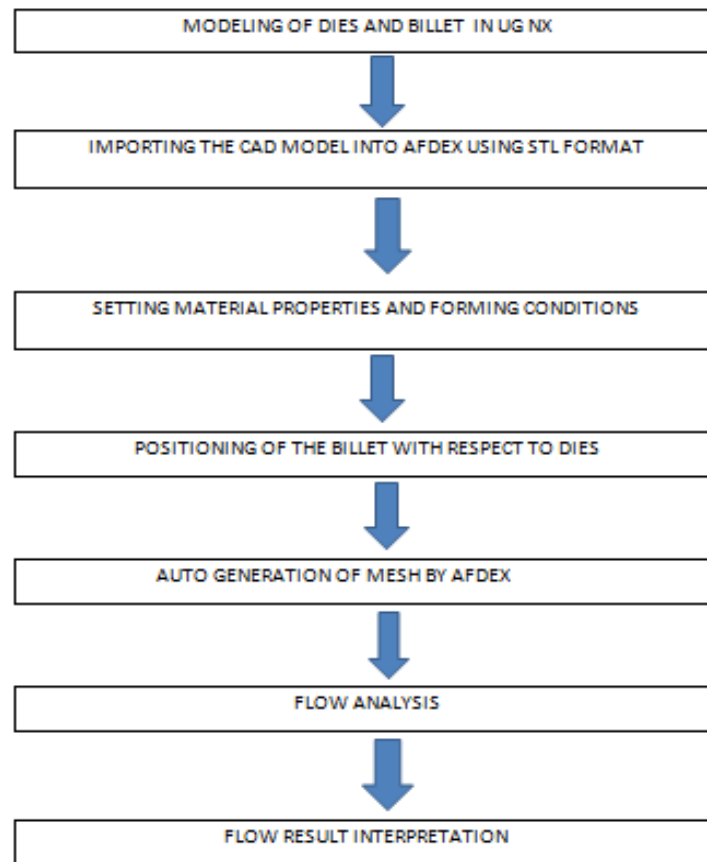 MODELING OF DIES AND BILLET IN UG NX
IMPORTING THE CAD MODEL INTO AFDEX USING STL FORMAT
SETTING MATERIAL PROPERTIES AND FORMING CONDITIONS
POSITIONING OF THE BILLET WITH RESPECT TO DIES
AUTO GENERATION OF MESH BY AFDEX
FLOW ANALYSIS
FLOW RESULT INTERPRETATION